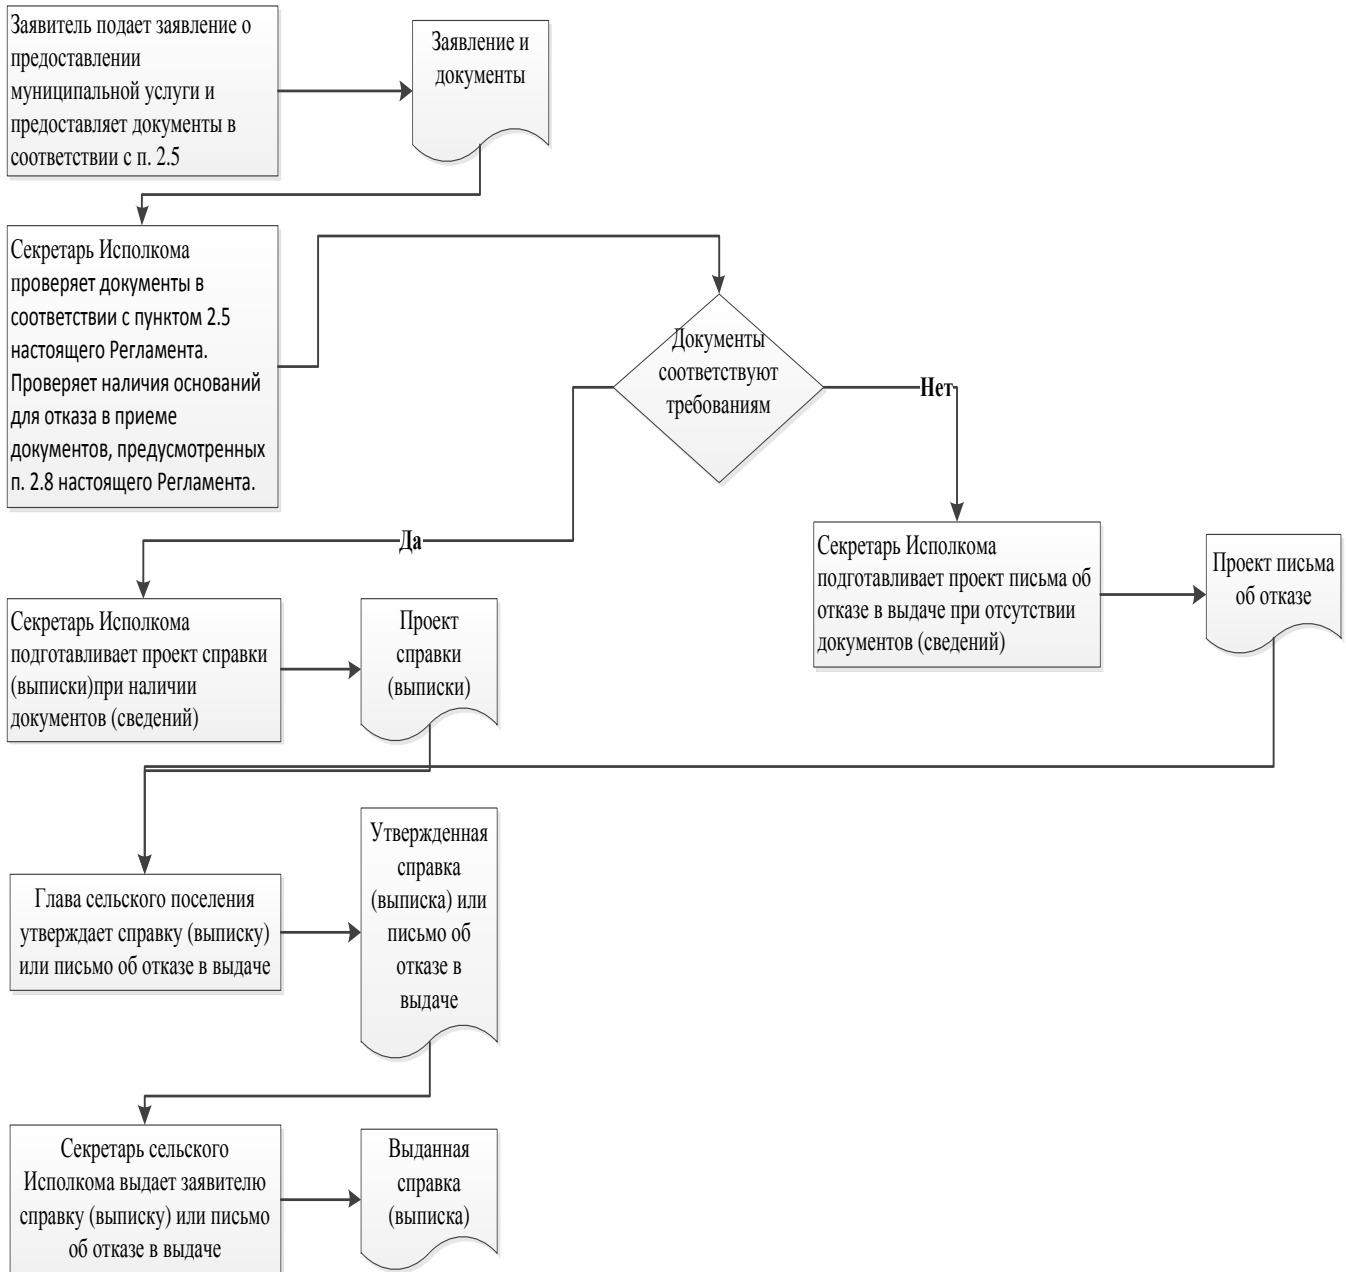 Заявитель подает заявление о
предоставлении
муниципальной услуги и
предоставляет документы в
соответствии с п. 2.5
Заявление и
документы
Секретарь Исполкома
проверяет документы в
соответствии с пунктом 2.5
настоящего Регламента.
Проверяет наличия оснований
для отказа в приеме
документов, предусмотренных
п. 2.8 настоящего Регламента.
Документы
соответствуют
требованиям
Нет
Да
Секретарь Исполкома
подготавливает проект письма об
отказе в выдаче при отсутствии
документов (сведений)
Проект письма
об отказе
Секретарь Исполкома
подготавливает проект справки
(выписки)при наличии
документов (сведений)
Проект
справки
(выписки)
Глава сельского поселения
утверждает справку (выписку)
или письмо об отказе в выдаче
Утвержденная
справка
(выписка) или
письмо об
отказе в
выдаче
Секретарь сельского
Исполкома выдает заявителю
справку (выписку) или письмо
об отказе в выдаче
Выданная
справка
(выписка)